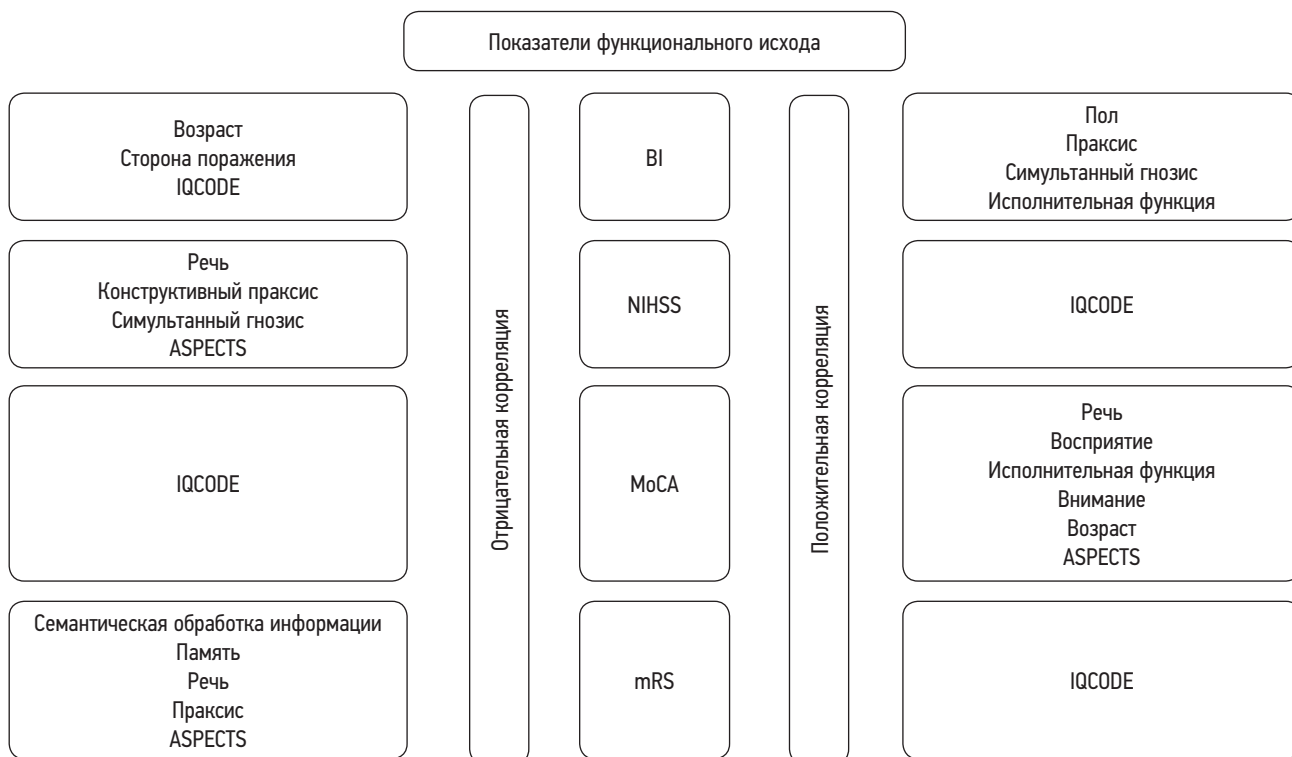 Показатели функционального исхода
Возраст
Сторона поражения
IQCODE
BI
Пол
Праксис
Симультанный гнозис
Исполнительная функция
Речь
Конструктивный праксис
Симультанный гнозис
ASPECTS
NIHSS
IQCODE
Отрицательная корреляция
Положительная корреляция
IQCODE
MoCA
Речь
Восприятие
Исполнительная функция
Внимание
Возраст
ASPECTS
Семантическая обработка информации
Память
Речь
Праксис
ASPECTS
mRS
IQCODE